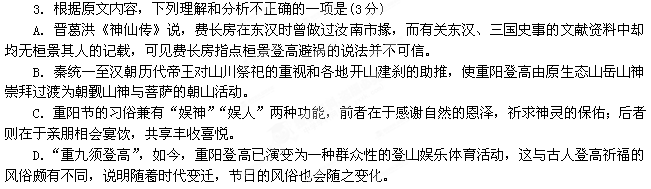 3. 根据原文内容，下列理解和分析不正确的一项是(3分)
A. 晋葛洪《神仙传》说，费长房在东汉时曾做过汝南市掾，而有关东汉、三国史事的文献资料中却
均无桓景其人的记载，可见费长房指点桓景登高避祸的说法并不可信。
B. 秦统一至汉朝历代帝王对山川祭祀的重视和各地开山建刹的助推，使重阳登高由原生态山岳山神
崇拜过渡为朝觐山神与菩萨的朝山活动。
C. 重阳节的习俗兼有“娱神”“娱人”两种功能，前者在于感谢自然的恩泽，祈求神灵的保佑；后者
则在于亲朋相会宴饮，共享丰收喜悦。
D. “重九须登高”，如今，重阳登高已演变为一种群众性的登山娱乐体育活动，这与古人登高祈福的
风俗颇有不同，说明随着时代变迁，节日的风俗也会随之变化。